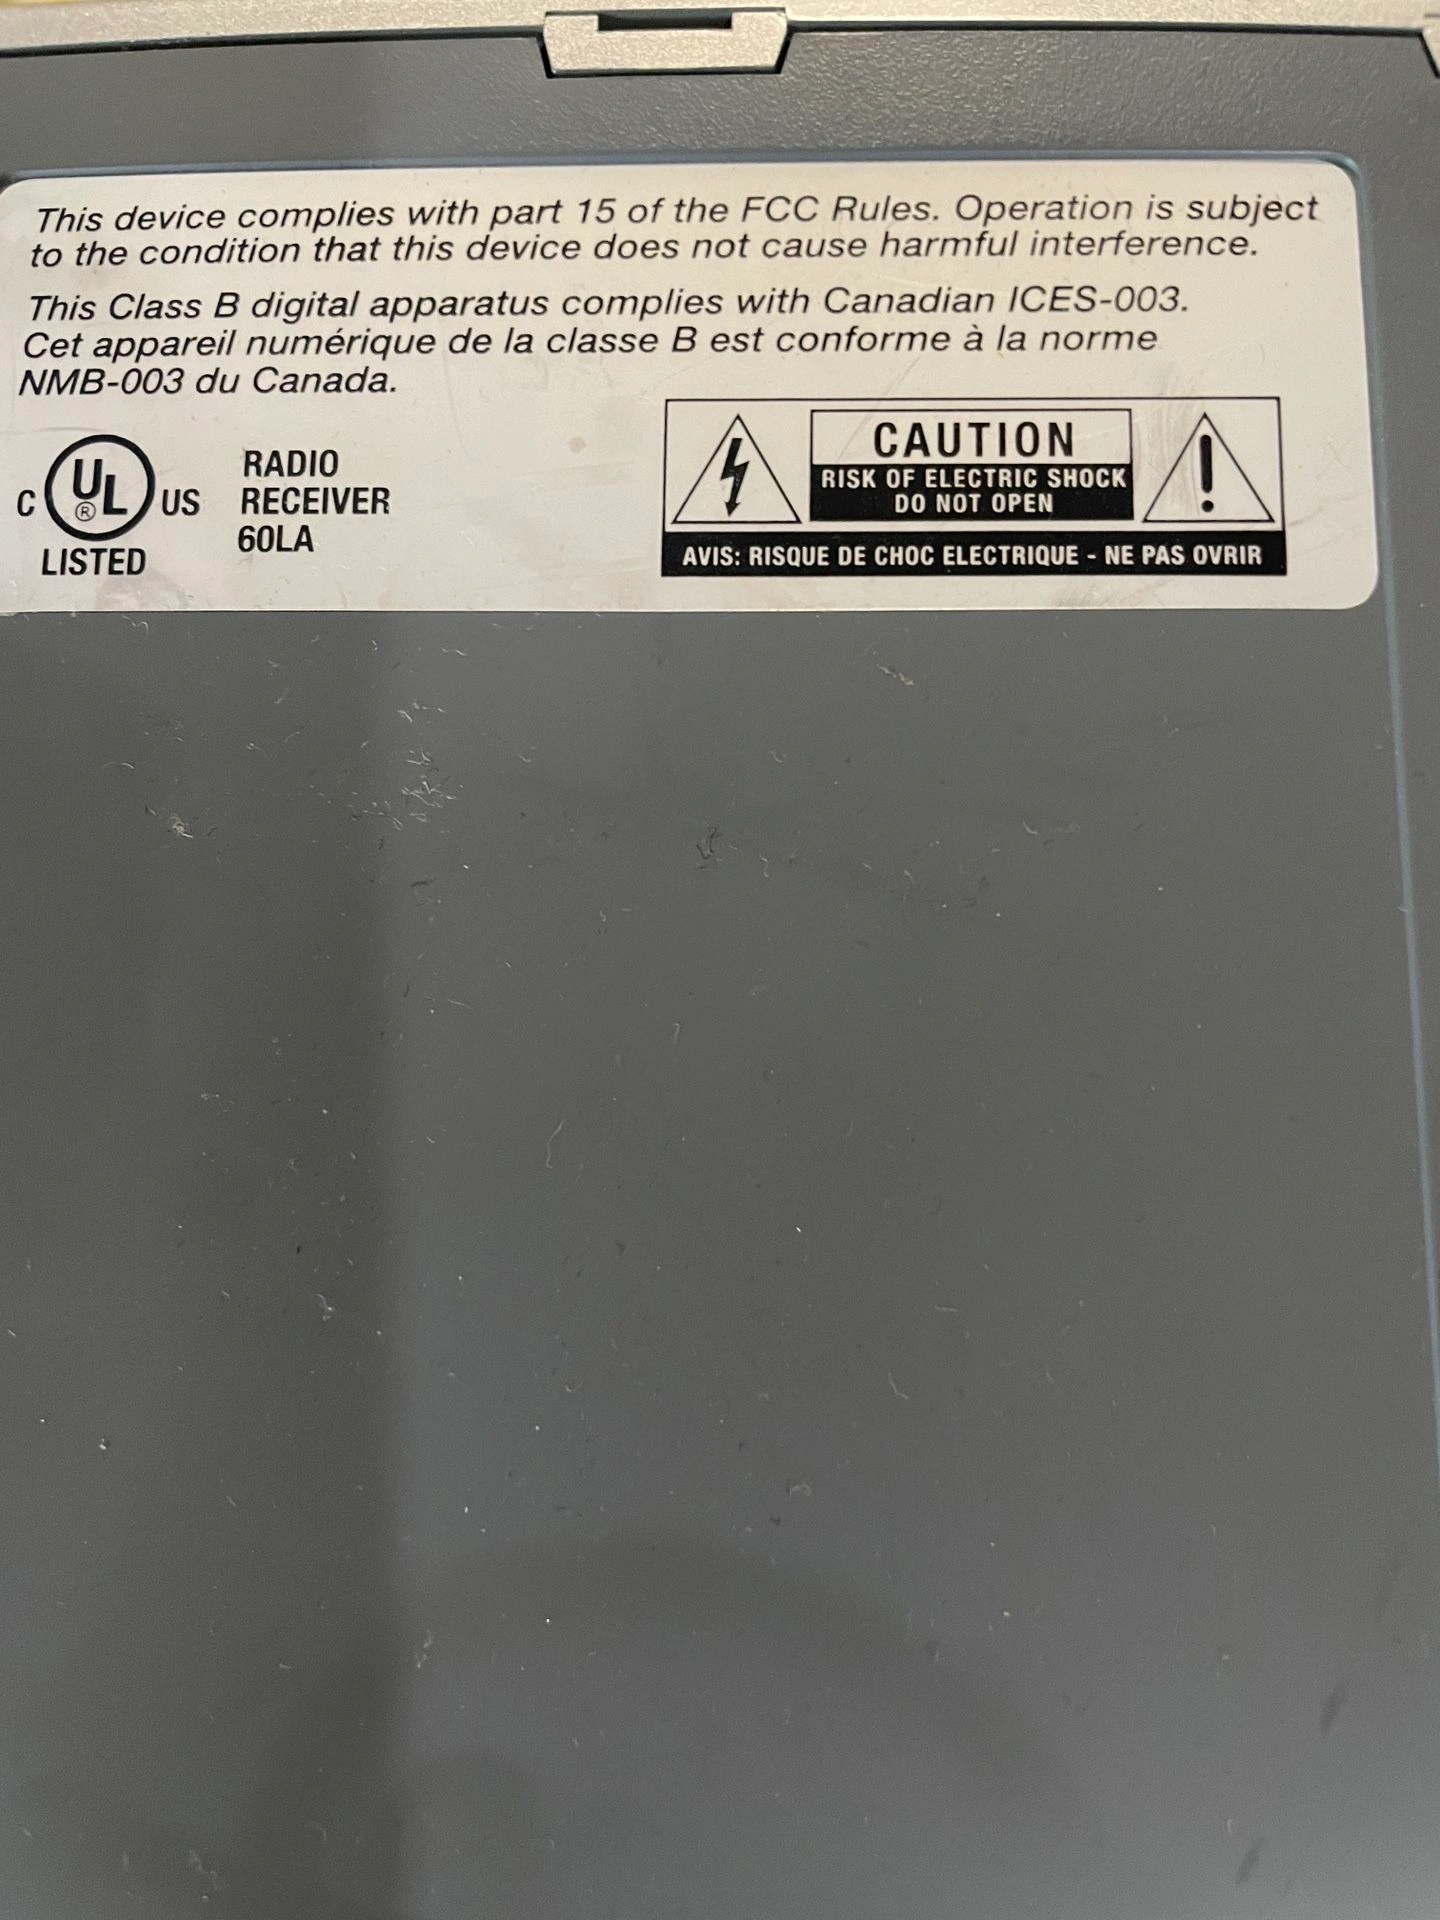 This device complies with part 15 of the FCC Rules. Operation is subject
to the condition that this device does not cause harmful interference.
This Class B digital apparatus complies with Canadian ICES-003.
Cet appareil numérique de la classe B est conforme à la norme
NMB-003 du Canada.
C UL ® US
LISTED
RADIO
RECEIVER
60LA
CAUTION
RISK OF ELECTRIC SHOCK
DO NOT OPEN
AVIS: RISQUE DE CHOC ELECTRIQUE - NE PAS OVRIR